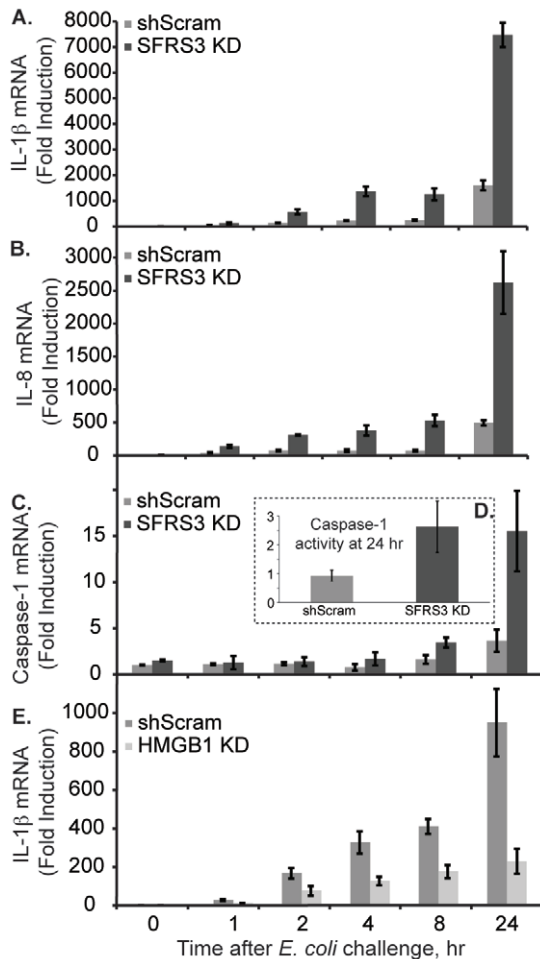 A.
IL-1β mRNA
(Fold Induction)
8000
7000
6000
5000
4000
3000
2000
1000
0
shScram
SFRS3 KD
B.
IL-8 mRNA
(Fold Induction)
3000
2500
2000
1500
1000
500
0
shScram
SFRS3 KD
C.
Caspase-1 mRNA
(Fold Induction)
15
10
5
0
shScram
SFRS3 KD
D.
Caspase-1
activity at 24 hr
3
2
1
0
shScram
SFRS3 KD
E.
IL-1β mRNA
(Fold Induction)
1000
800
600
400
200
0
shScram
HMGB1 KD
0 1 2 4 8 24
Time after E. coli challenge, hr